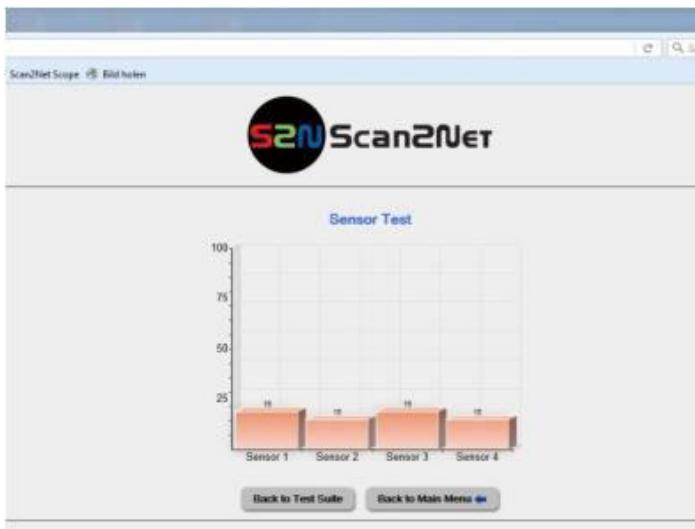 Scan2Net Scope Bild holen
S2N Scan2Net
Sensor Test
100
75
50
25
Sensor 1 Sensor 2 Sensor 3 Sensor 4
Back to Test Suite Back to Main Menu